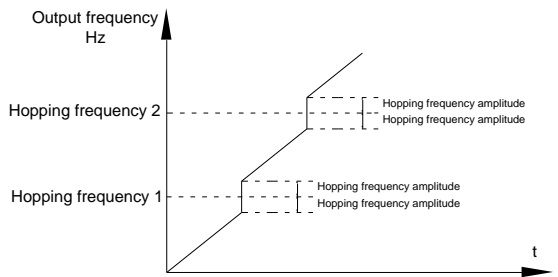 Output frequency
Hz
Hopping frequency 2
Hopping frequency amplitude
Hopping frequency amplitude
Hopping frequency 1
Hopping frequency amplitude
Hopping frequency amplitude
t